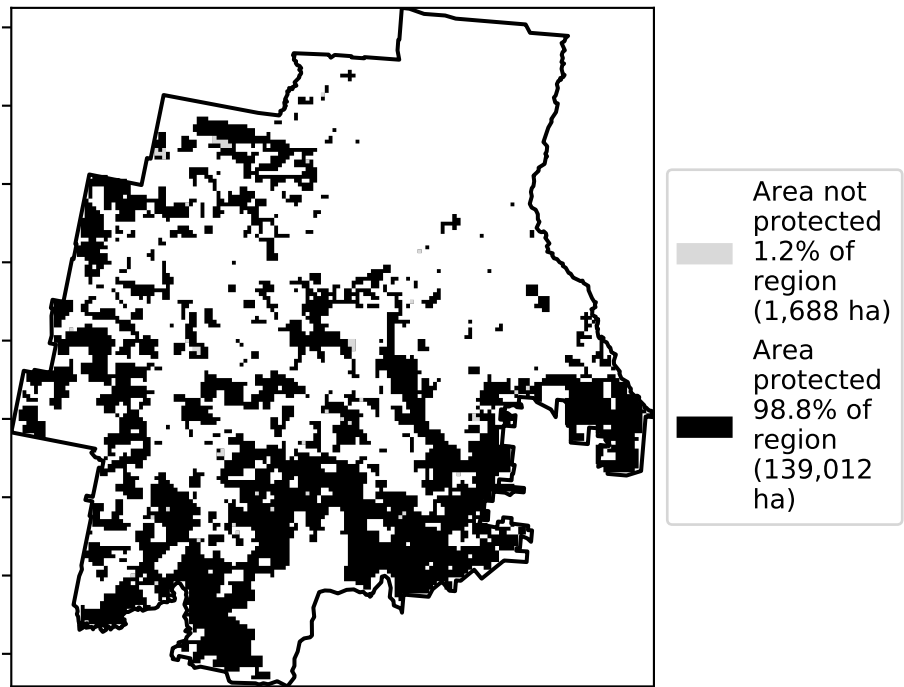 Area not
protected
1.2% of
region
(1,688 ha)
Area
protected
98.8% of
region
(139,012
ha)